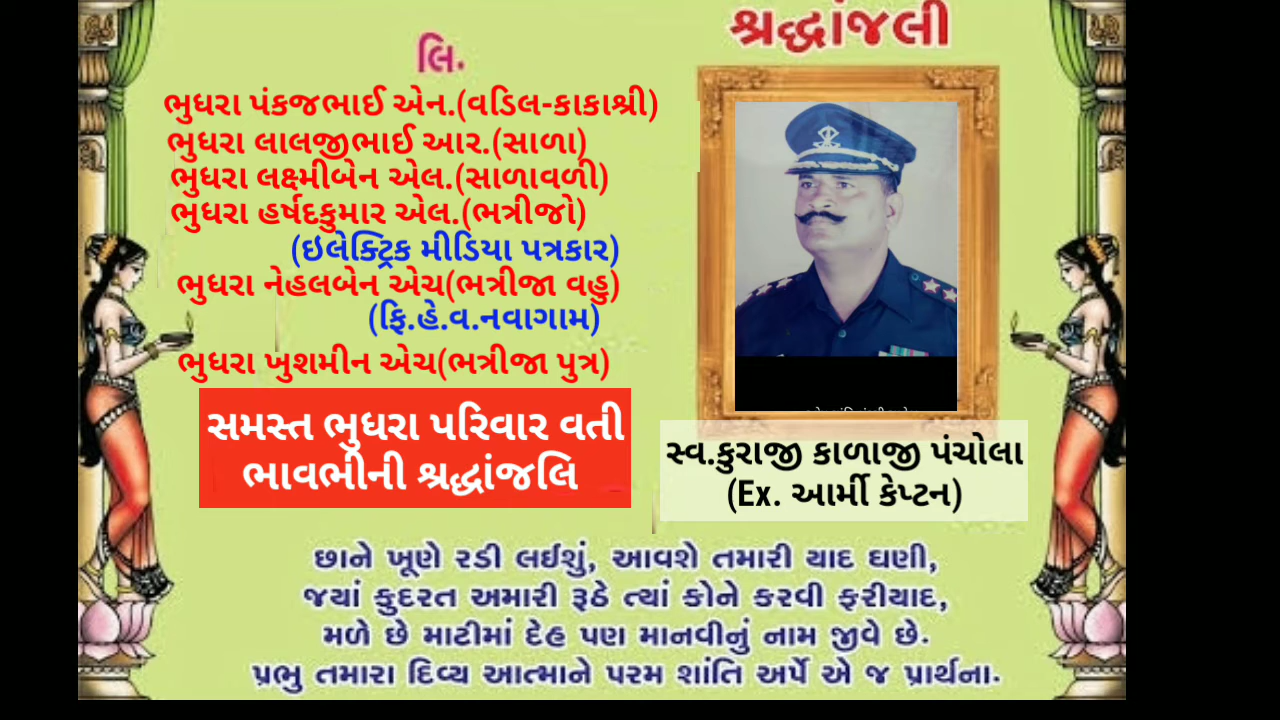 શ્રદ્ધાંજલી
લિ.
ભુધરા પંકજભાઈ એન.(વડિલ-કાકાશ્રી)
ભુધરા લાલજીભાઈ આર.(સાળા)
ભુધરા લક્ષ્મીબેન એલ.(સાળાવળી)
ભુધરા હર્ષદકુમાર એલ.(ભત્રીજો)
(ઇલેક્ટ્રિક મીડિયા પત્રકાર)
ભુધરા નેહલબેન એચ(ભત્રીજા વહુ)
(ફિ.હે.વ.નવાગામ)
ભુધરા ખુશમીન એચ(ભત્રીજા પુત્ર)
સમસ્ત ભુધરા પરિવાર વતી
ભાવભીની શ્રદ્ધાંજલિ
સ્વ.કુરાજી કાળાજી પંચોલા
(Ex. આર્મી કેપ્ટન)
છાને ખૂણે રડી લઈશું, આવશે તમારી યાદ ઘણી,
જયાં કુદરત અમારી રૂઠે ત્યાં કોને કરવી ફરીયાદ,
મળે છે માટીમાં દેહ પણ માનવીનું નામ જીવે છે.
પ્રભુ તમારા દિવ્ય આત્માને પરમ શાંતિ અર્પે એ જ પ્રાર્થના.